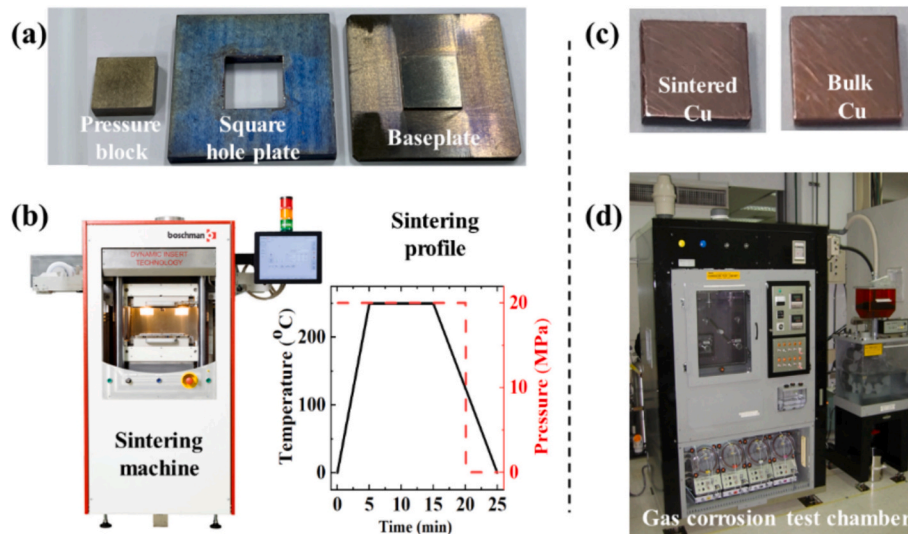 (a)
Pressure
block
Square
hole plate
Baseplate
(b)
boschman
DYNAMIC INSERT
TECHNOLOGY
Sintering
machine
Sintering
profile
Temperature (°C)
200
100
0
Pressure (MPa)
20
10
0
0 5 10 15 20 25
Time (min)
(c)
Sintered
Cu
Bulk
Cu
(d)
Gas corrosion test chamber